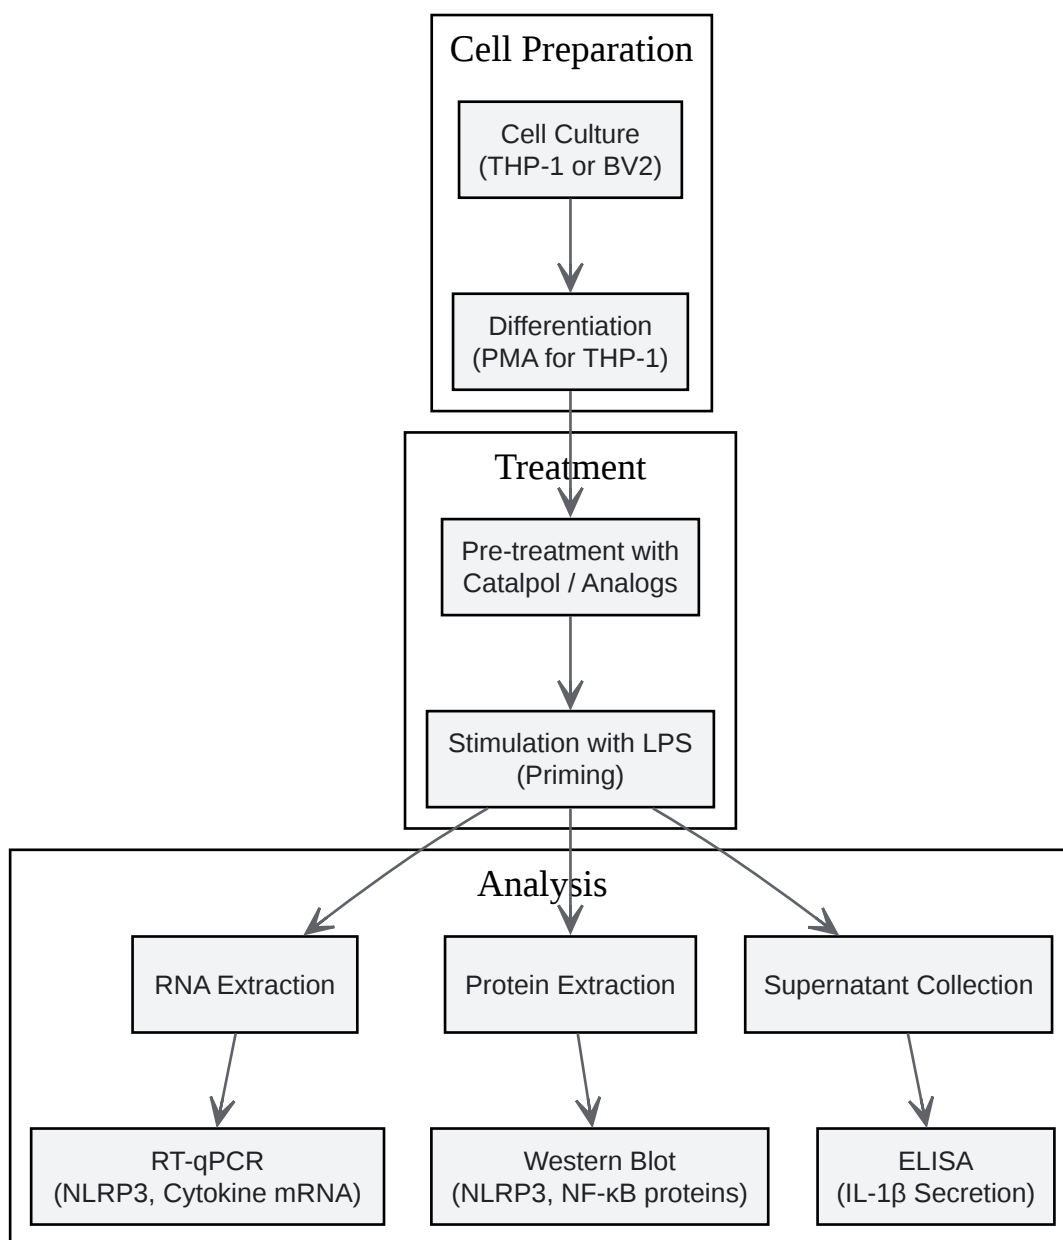 Cell Preparation
Cell Culture
(THP-1 or BV2)
Differentiation
(PMA for THP-1)
Treatment
Pre-treatment with
Catalpol / Analogs
Stimulation with LPS
(Priming)
Analysis
RNA Extraction
Protein Extraction
Supernatant Collection
RT-qPCR
(NLRP3, Cytokine mRNA)
Western Blot
(NLRP3, NF-κB proteins)
ELISA
(IL-1β Secretion)